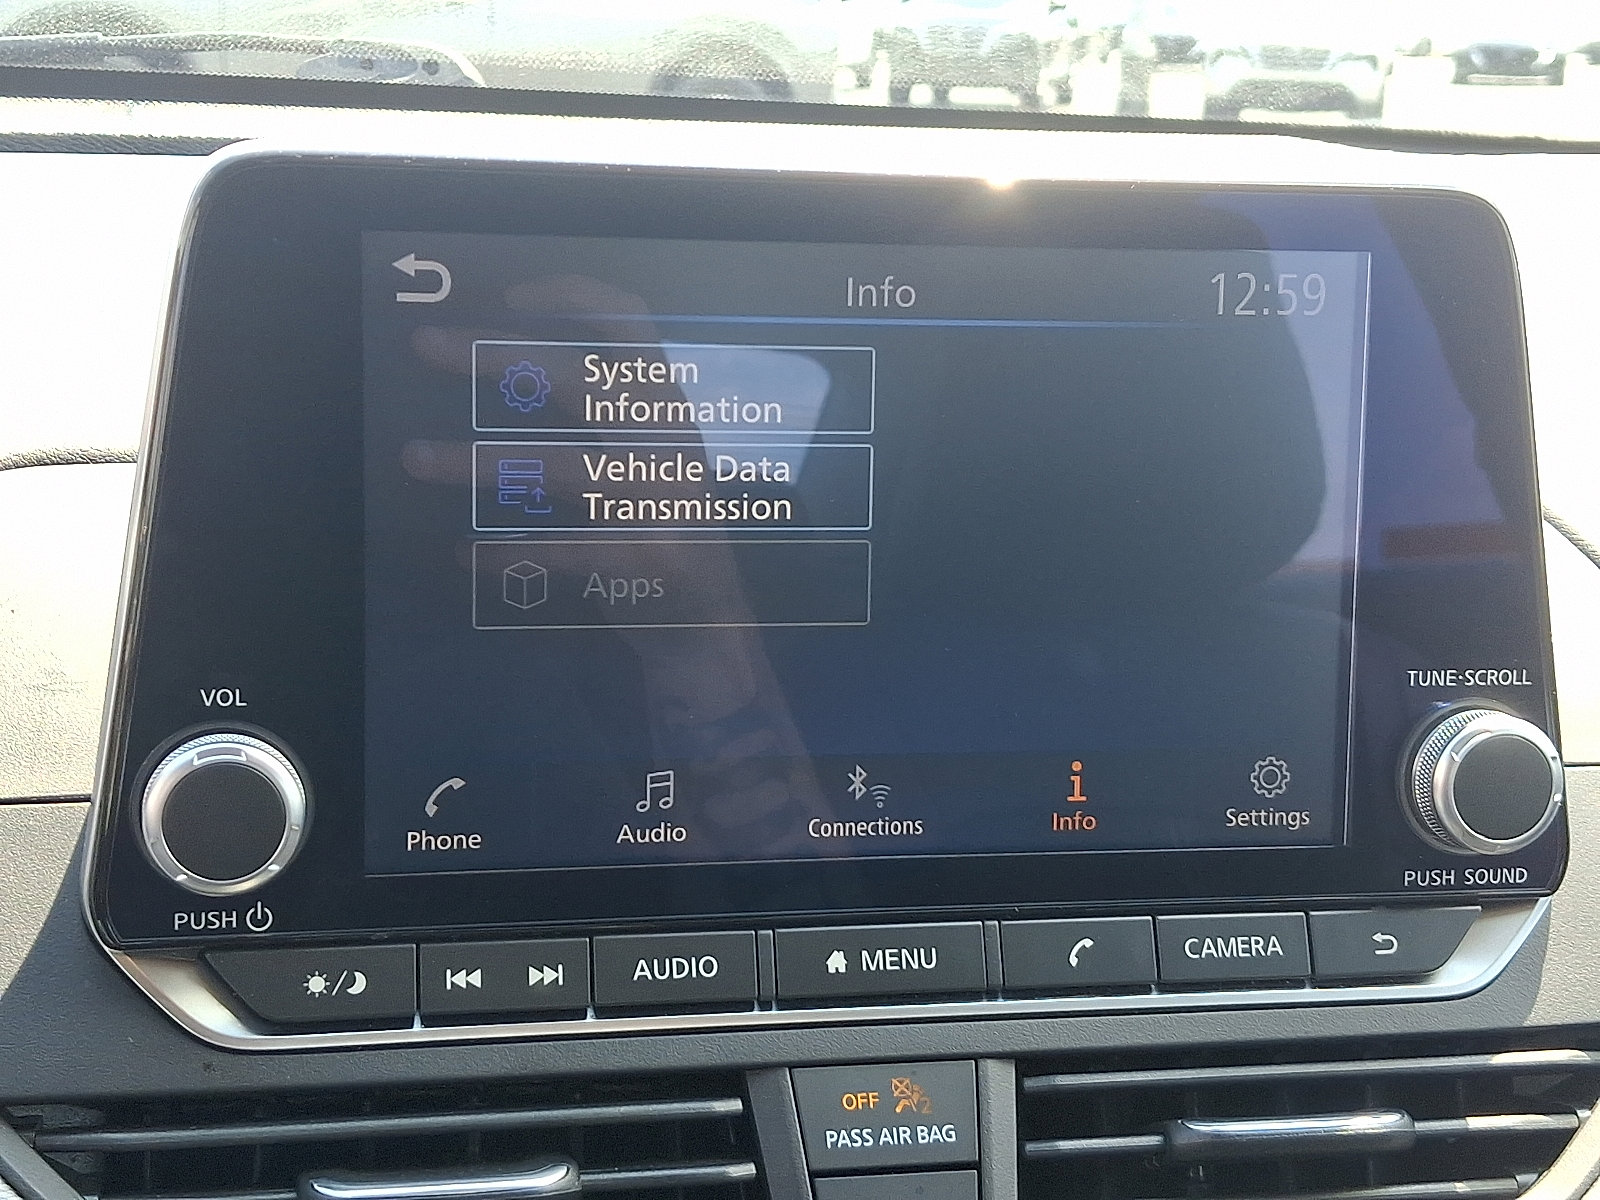 Info
12:59
System
Information
Vehicle Data
Transmission
Apps
VOL
TUNE·SCROLL
Phone
Audio
Connections
Info
Settings
PUSH
PUSH SOUND
AUDIO
MENU
CAMERA
OFF
2
PASS AIR BAG